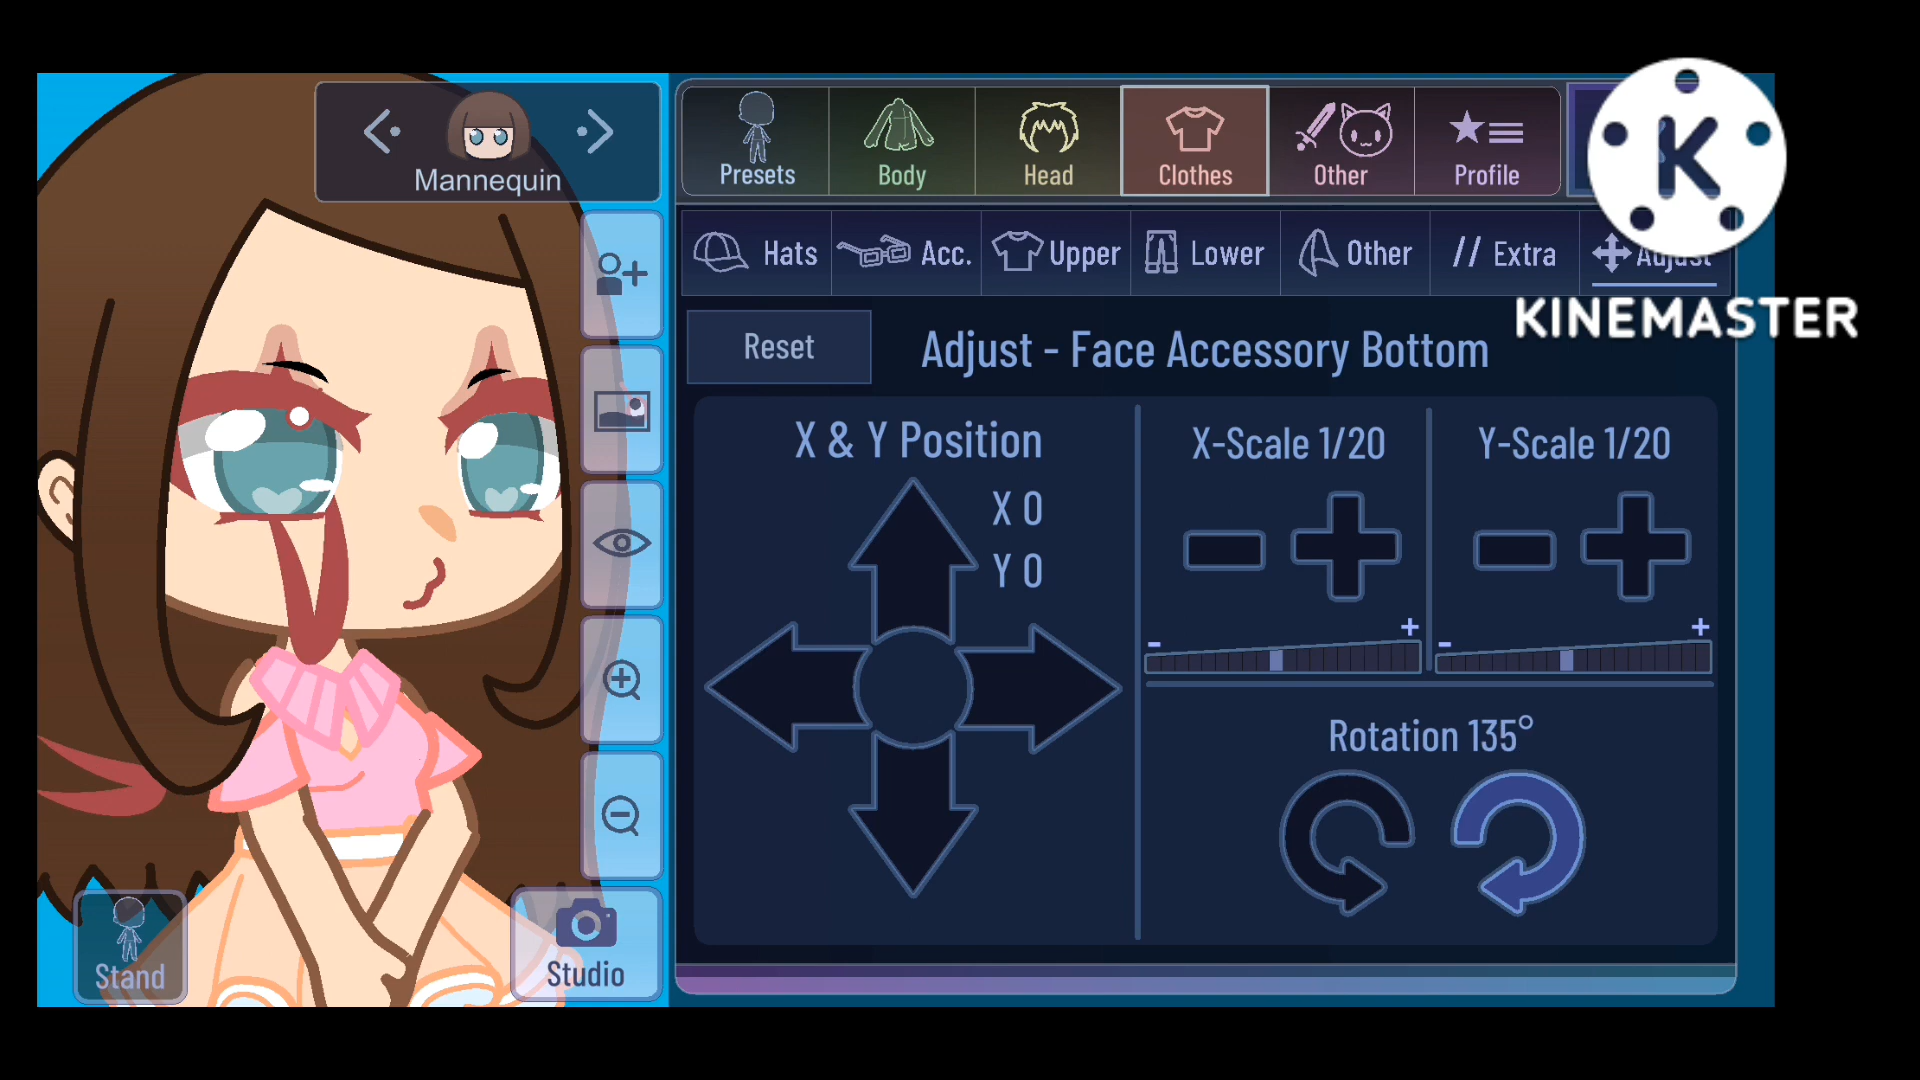 Mannequin
Presets
Body
Head
Clothes
Other
Profile
K
KINEMASTER
Hats
Acc.
Upper
Lower
Other
// Extra
Adjust
Reset
Adjust - Face Accessory Bottom
X & Y Position
X 0
Y 0
X-Scale 1/20
Y-Scale 1/20
- +
- +
Rotation 135°
Stand
Studio